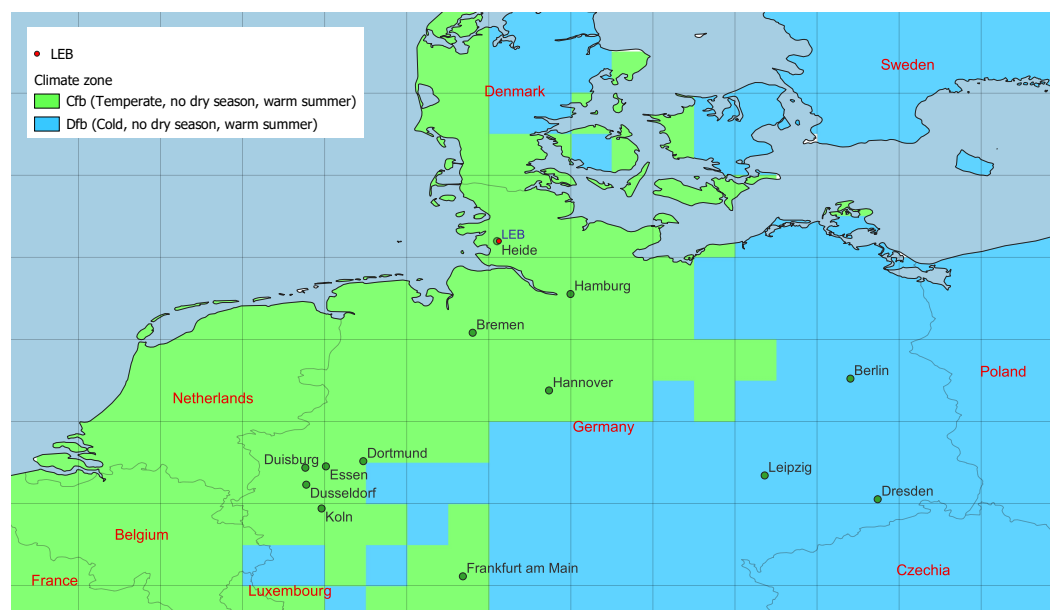 LEB
Climate zone
Cfb (Temperate, no dry season, warm summer)
Dfb (Cold, no dry season, warm summer)
Sweden
Denmark
LEB
Heide
Hamburg
Bremen
Berlin
Poland
Hannover
Netherlands
Germany
Dortmund
Duisburg
Essen
Leipzig
Dusseldorf
Dresden
Koln
Belgium
Frankfurt am Main
Czechia
France
Luxembourg